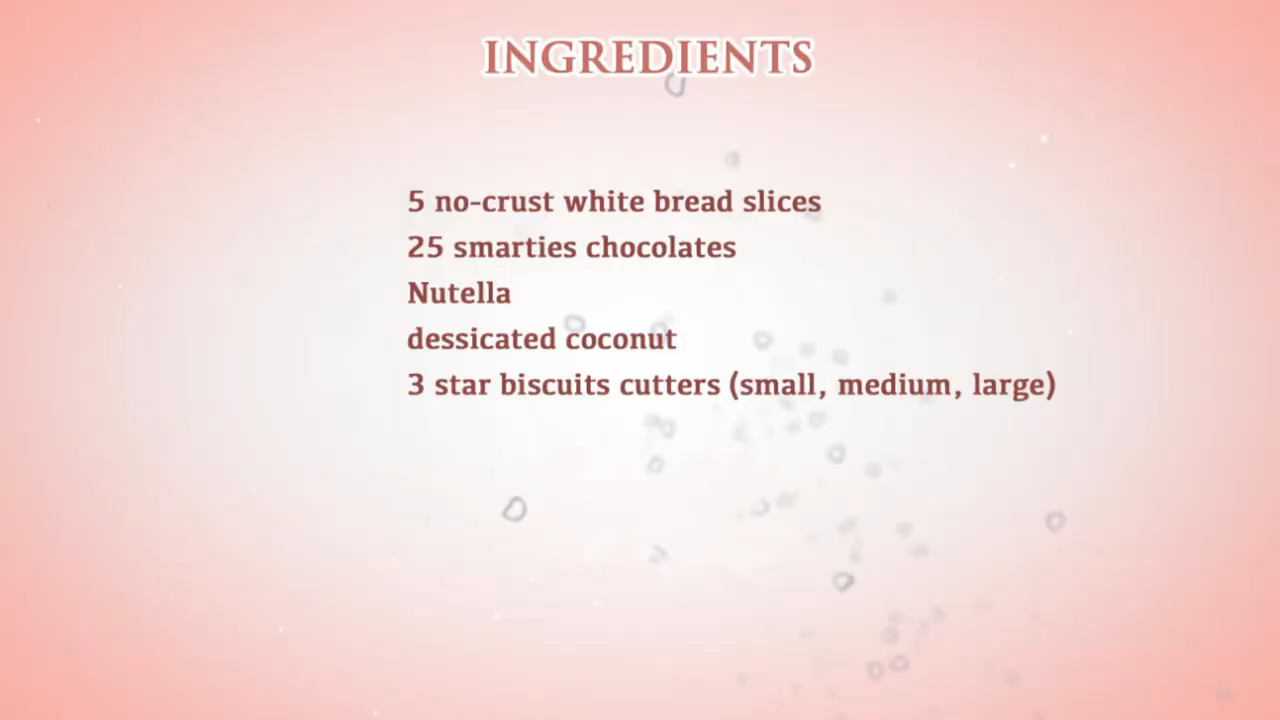 INGREDIENTS
5 no-crust white bread slices
25 smarties chocolates
Nutella
dessicated coconut
3 star biscuits cutters (small, medium, large)